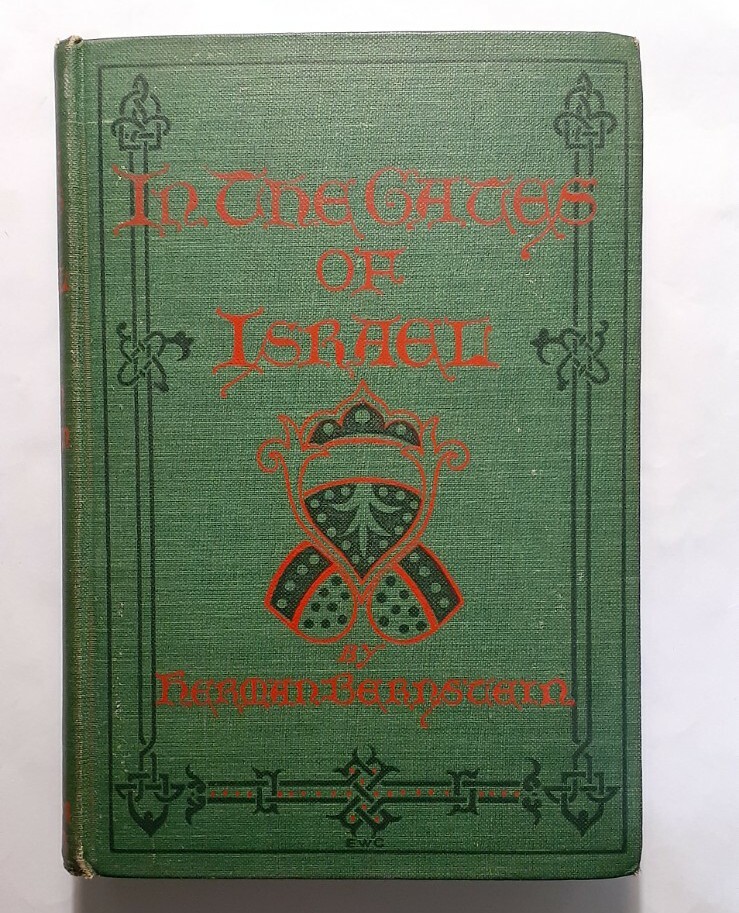 In The Gates
of
Israel
by
Herman Bernstein
EWC